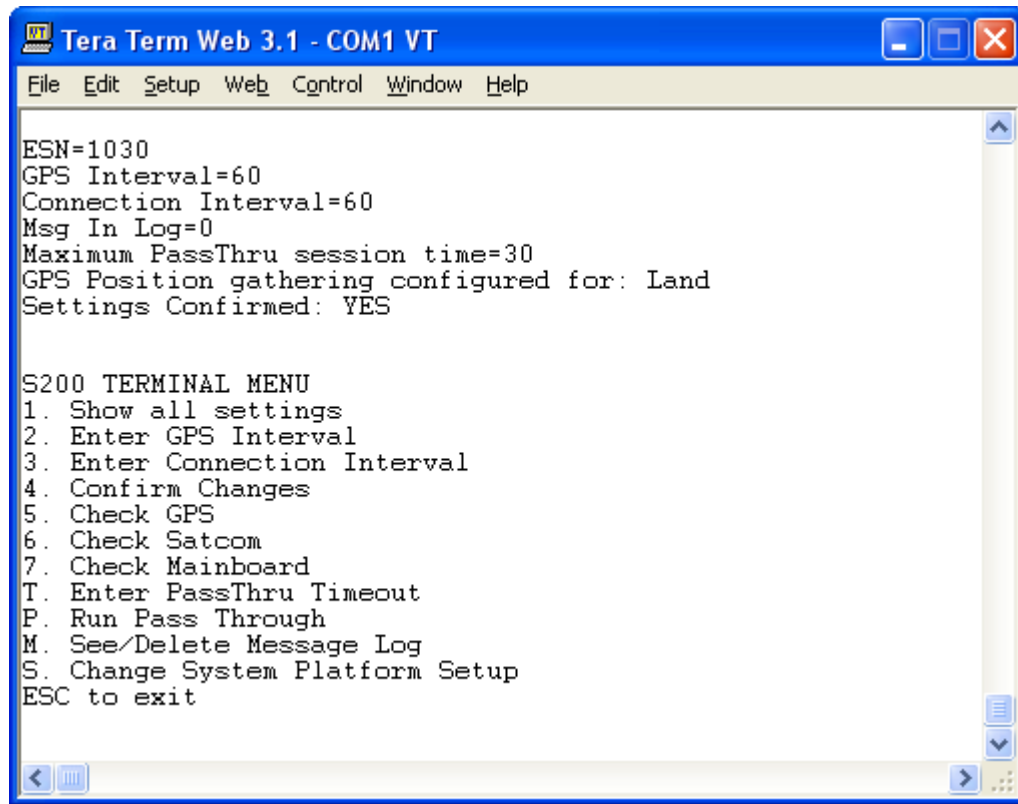 Tera Term Web 3.1 - COM1 VT
File Edit Setup Web Control Window Help
ESN=1030
GPS Interval=60
Connection Interval=60
Msg In Log=0
Maximum PassThru session time=30
GPS Position gathering configured for: Land
Settings Confirmed: YES
S200 TERMINAL MENU
1. Show all settings
2. Enter GPS Interval
3. Enter Connection Interval
4. Confirm Changes
5. Check GPS
6. Check Satcom
7. Check Mainboard
T. Enter PassThru Timeout
P. Run Pass Through
M. See/Delete Message Log
S. Change System Platform Setup
ESC to exit